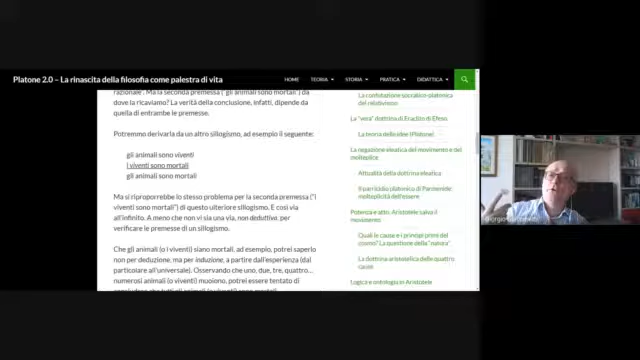 Platone 2.0 – La rinascita della filosofia come palestra di vita
HOME
TEORIA
STORIA
PRATICA
DIDATTICA
razionale". Ma la seconda premessa ("gli animali sono mortali") da
dove la ricaviamo? La verità della conclusione, infatti, dipende da
quella di entrambe le premesse.
Potremmo derivarla da un altro sillogismo, ad esempio il seguente:
gli animali sono viventi
i viventi sono mortali
gli animali sono mortali
Ma si riproporrebbe lo stesso problema per la seconda premessa ("i
viventi sono mortali") di questo ulteriore sillogismo. E così via
all'infinito. A meno che non vi sia una via, non deduttiva, per
verificare le premesse di un sillogismo.
Che gli animali (o i viventi) siano mortali, ad esempio, potrei saperlo
non per deduzione, ma per induzione, a partire dall'esperienza (dal
particolare all'universale). Osservando che uno, due, tre, quattro...
numerosi animali (o viventi) muoiono, potrei essere tentato di
concludere che tutti gli animali (o viventi) sono mortali.
La confutazione socratico-platonica
del relativismo
La "vera" dottrina di Eraclito di Efeso
La teoria delle idee (Platone)
La negazione eleatica del movimento e del
molteplice
Attualità della dottrina eleatica
Il parricidio platonico di Parmenide:
molteplicità dell'essere
Potenza e atto: Aristotele salva il
movimento
Quali le cause e i principi primi del
cosmo? La questione della "natura"
La dottrina aristotelica delle quattro
cause
Logica e ontologia in Aristotele